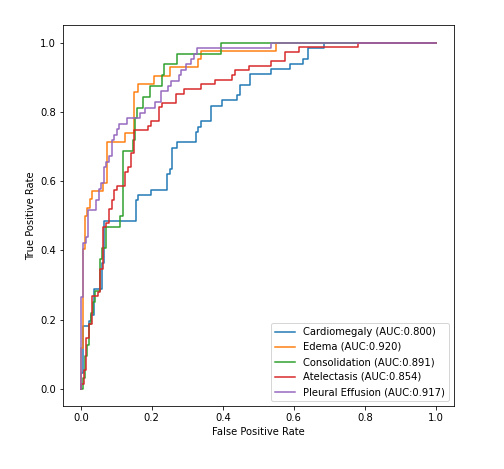 1.0
0.8
0.6
0.4
0.2
0.0
True Positive Rate
Cardiomegaly (AUC:0.800)
Edema (AUC:0.920)
Consolidation (AUC:0.891)
Atelectasis (AUC:0.854)
Pleural Effusion (AUC:0.917)
0.0 0.2 0.4 0.6 0.8 1.0
False Positive Rate